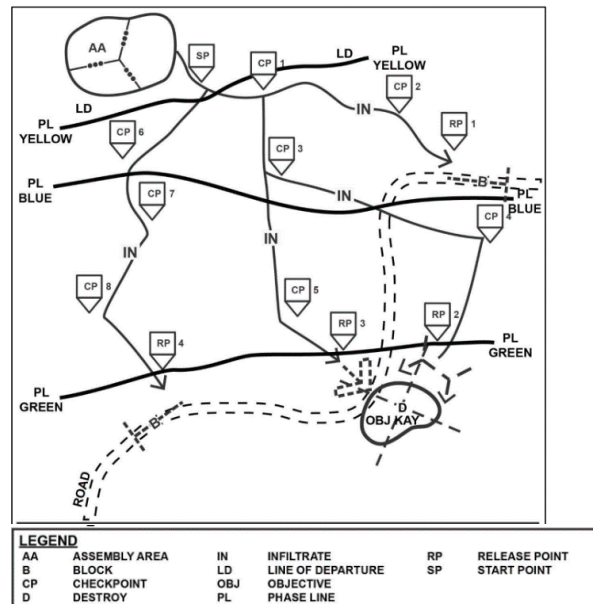 AA
SP
LD
PL
YELLOW
CP 1
CP 2
IN
RP 1
LD
PL
YELLOW
CP 6
CP 3
B
PL
BLUE
CP 7
IN
PL
BLUE
CP 4
IN
IN
CP 8
CP 5
RP 4
RP 3
RP 2
PL
GREEN
PL
GREEN
D
OBJ KAY
B
ROAD
LEGEND
AA ASSEMBLY AREA IN INFILTRATE RP RELEASE POINT
B BLOCK LD LINE OF DEPARTURE SP START POINT
CP CHECKPOINT OBJ OBJECTIVE
D DESTROY PL PHASE LINE